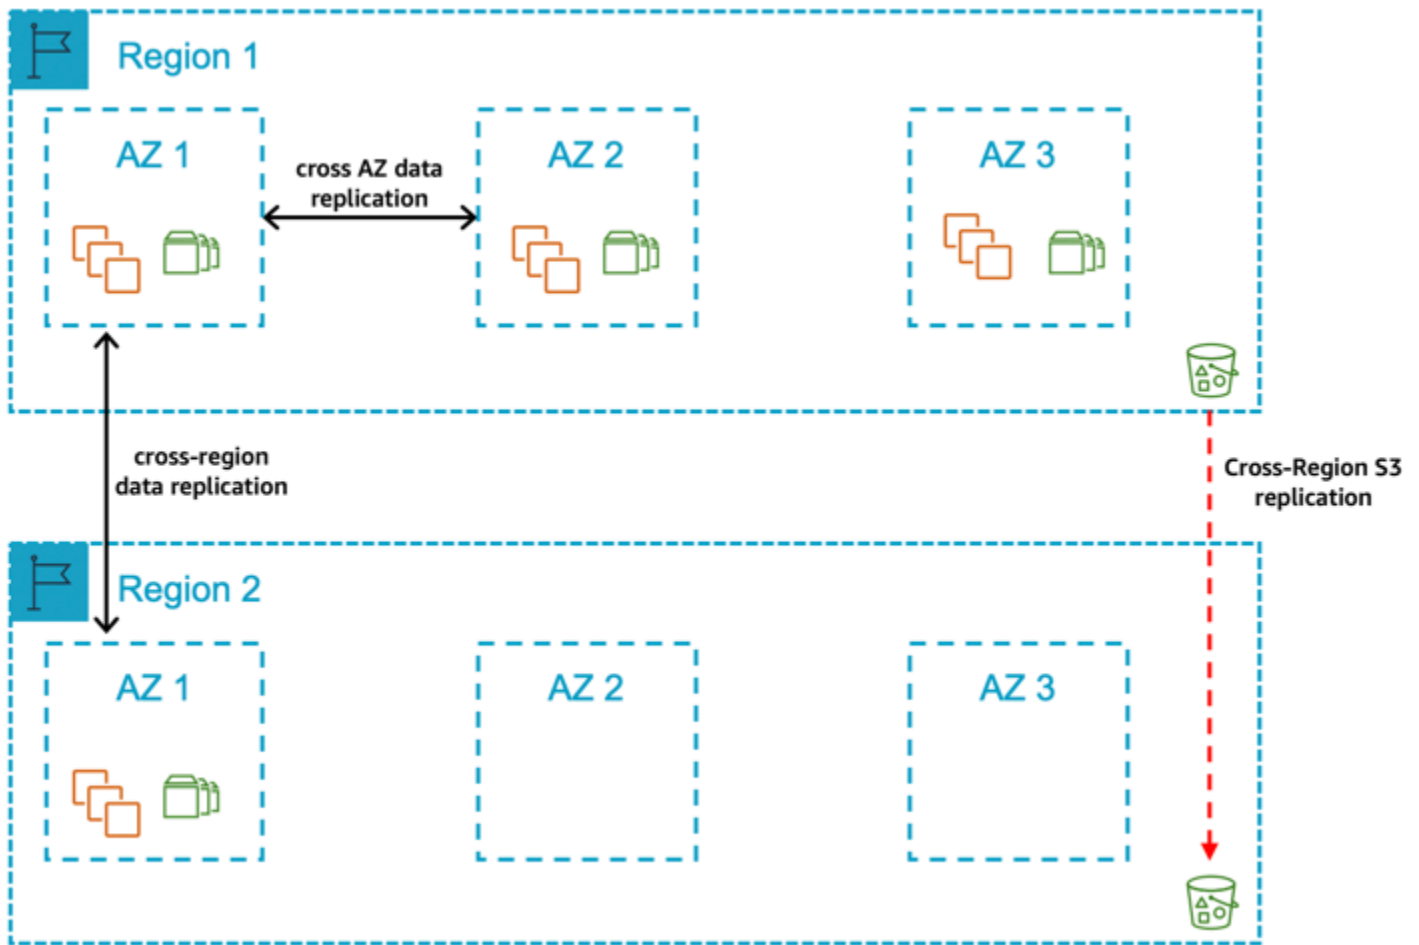 Region 1
AZ 1
cross AZ data
replication
AZ 2
AZ 3
cross-region
data replication
Cross-Region S3
replication
Region 2
AZ 1
AZ 2
AZ 3